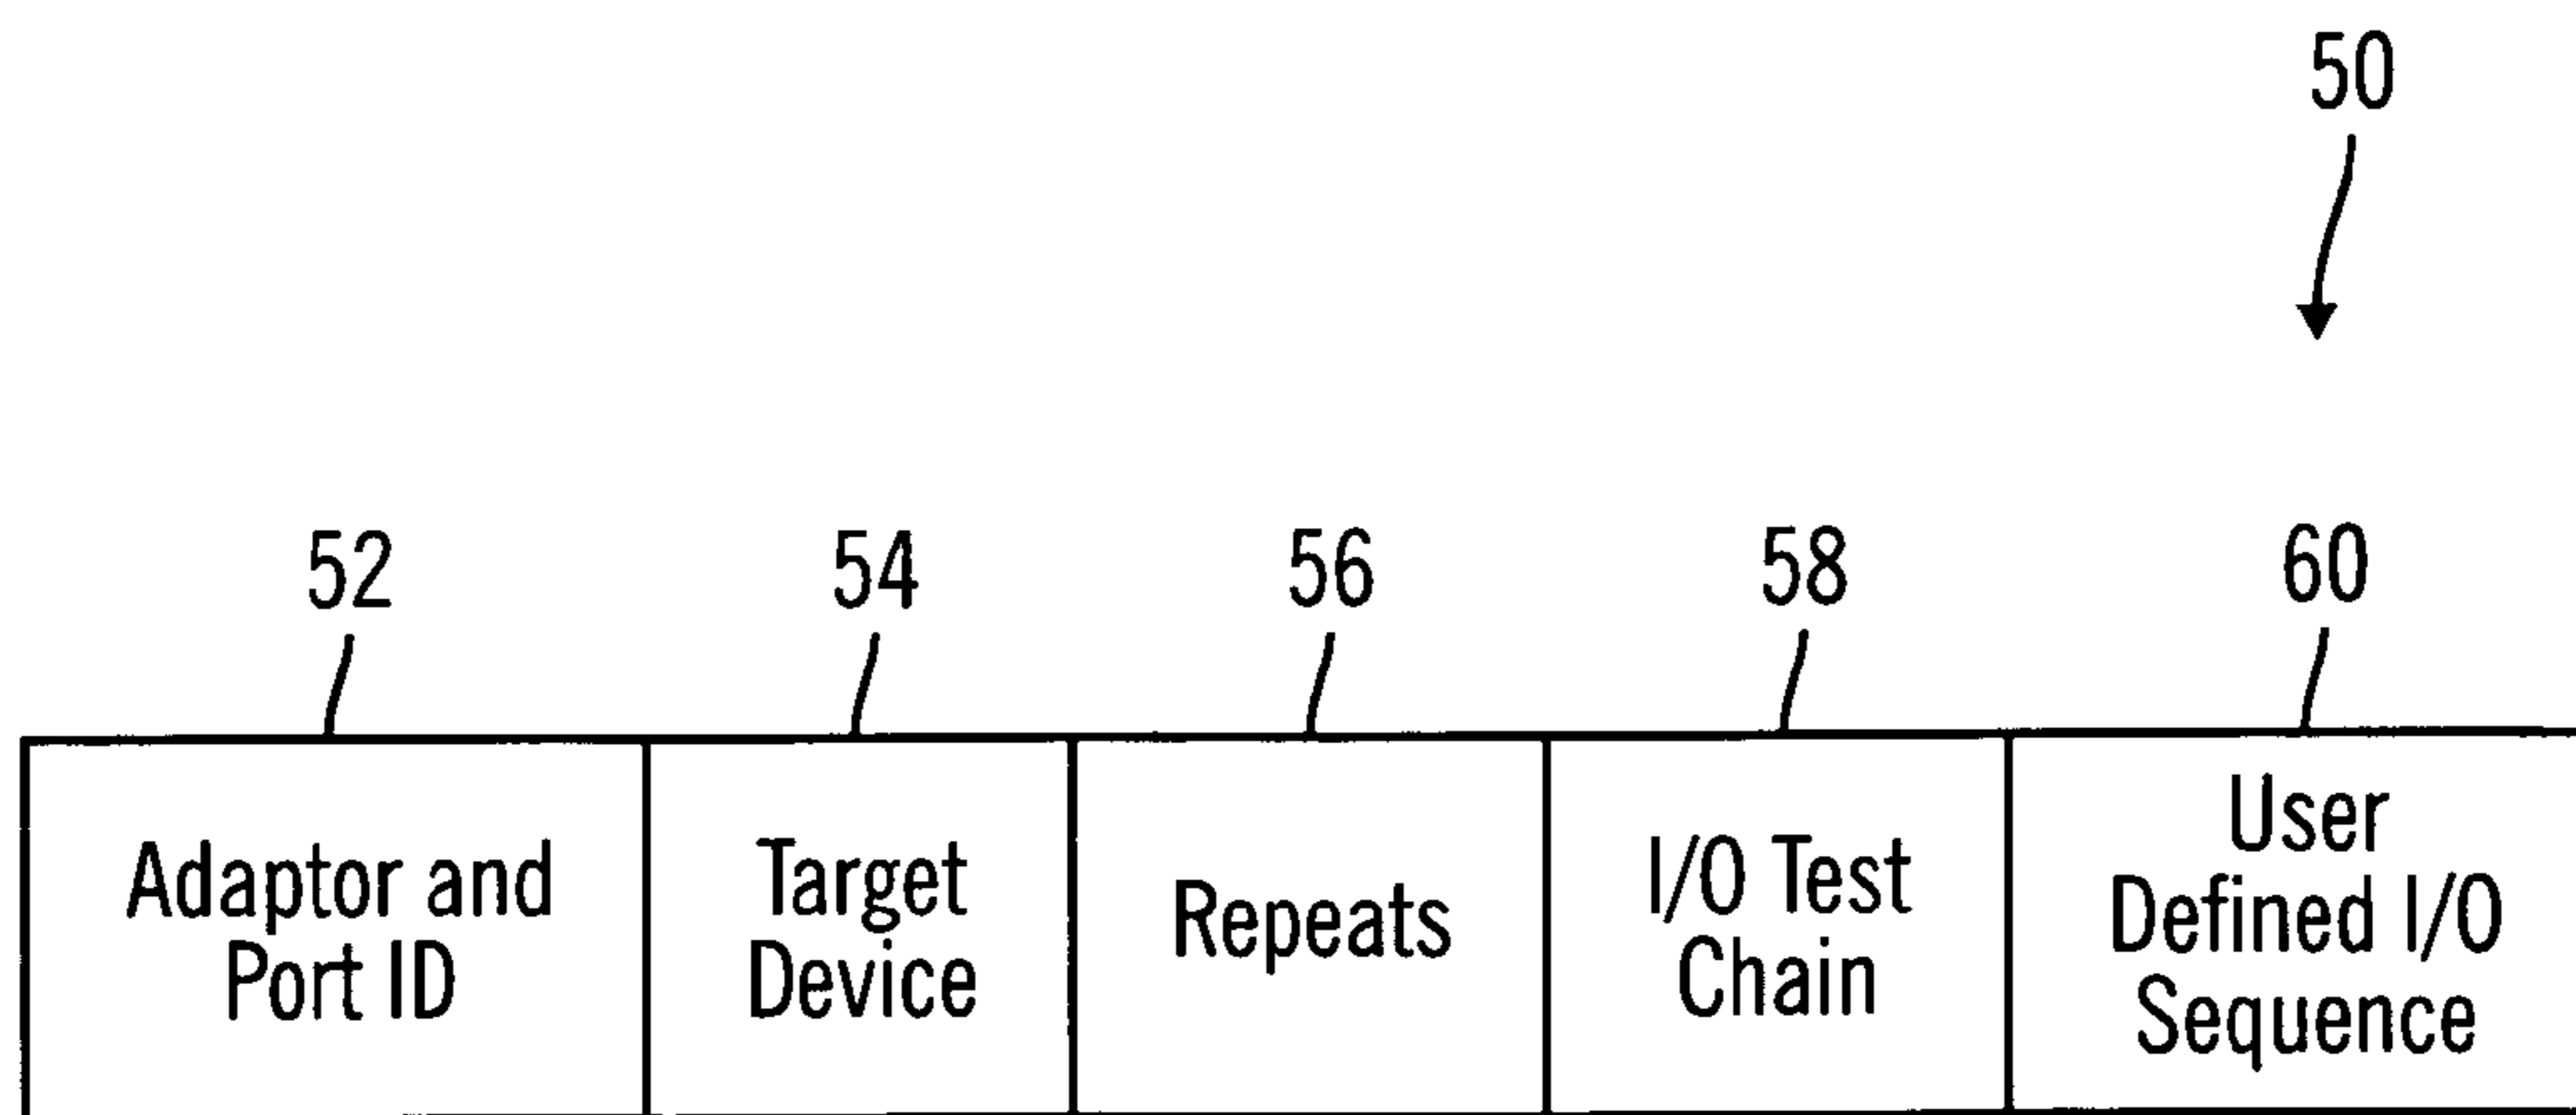 50
52
54
56
58
60
Adaptor and
Port ID
Target
Device
Repeats
I/O Test
Chain
User
Defined I/O
Sequence